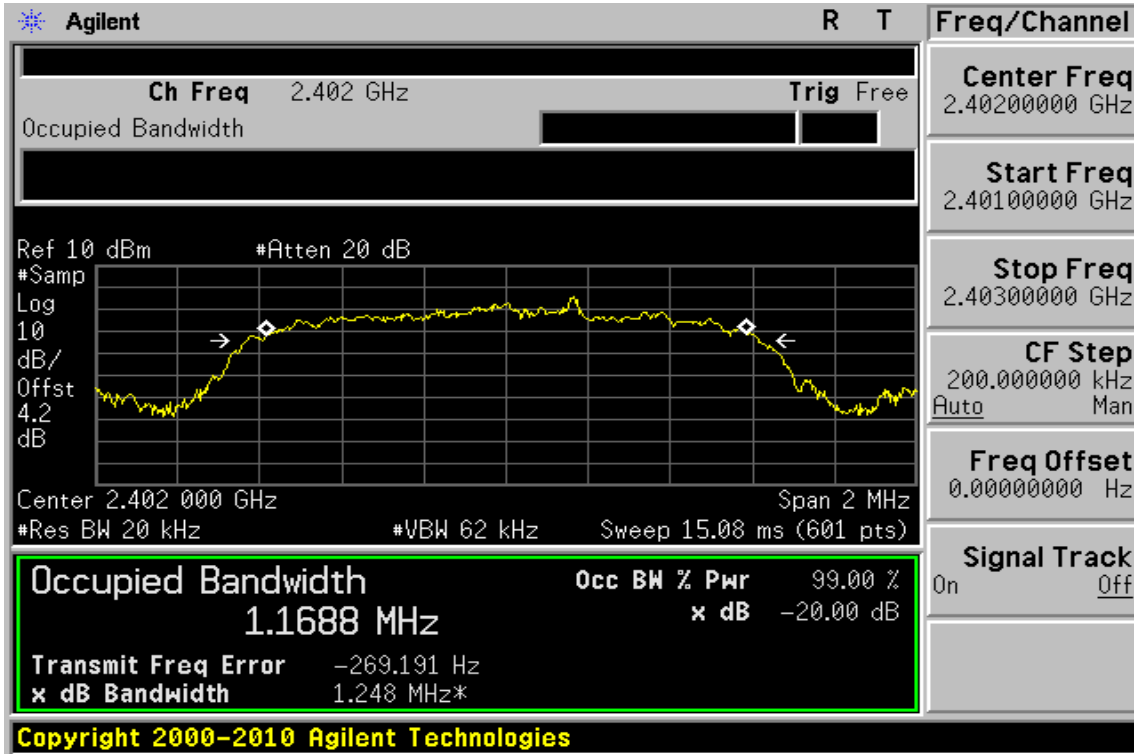 Agilent R T
Ch Freq 2.402 GHz Trig Free
Occupied Bandwidth
Ref 10 dBm #Atten 20 dB
#Samp
Log
10
dB/
Offst
4.2
dB
Center 2.402 000 GHz Span 2 MHz
#Res BW 20 kHz #VBW 62 kHz Sweep 15.08 ms (601 pts)
Occupied Bandwidth Occ BW % Pwr 99.00 %
1.1688 MHz x dB -20.00 dB
Transmit Freq Error -269.191 Hz
x dB Bandwidth 1.248 MHz*
Copyright 2000-2010 Agilent Technologies
Freq/Channel
Center Freq
2.40200000 GHz
Start Freq
2.40100000 GHz
Stop Freq
2.40300000 GHz
CF Step
200.000000 kHz
Auto Man
Freq Offset
0.00000000 Hz
Signal Track
On Off